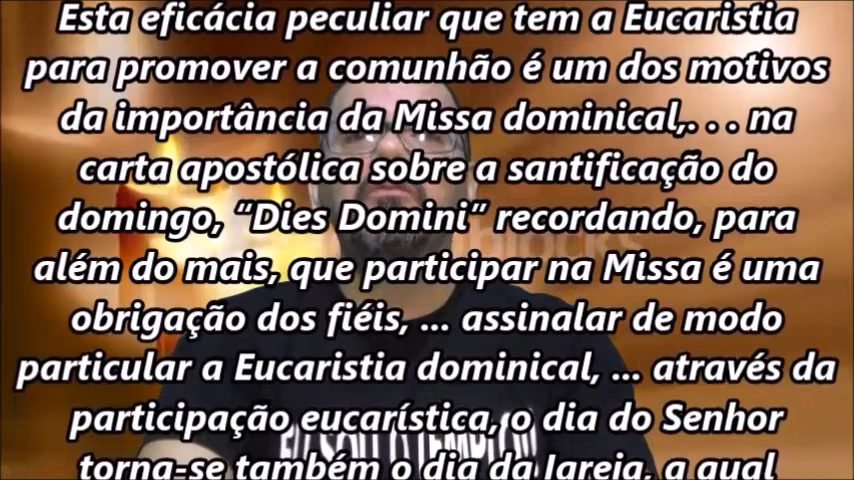 Esta eficácia peculiar que tem a Eucaristia
para promover a comunhão é um dos motivos
da importância da Missa dominical,. . . na
carta apostólica sobre a santificação do
domingo, “Dies Domini” recordando, para
além do mais, que participar na Missa é uma
obrigação dos fiéis, ... assinalar de modo
particular a Eucaristia dominical, ... através da
participação eucarística, o dia do Senhor
torna-se também o dia da Igreja, a qual